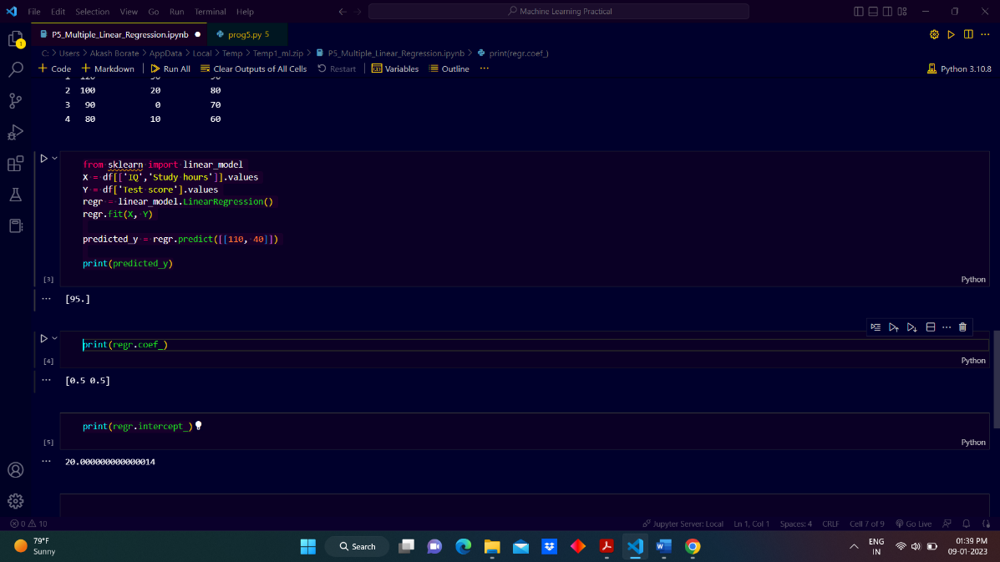 File Edit Selection View Go Run Terminal Help
Machine Learning Practical
P5_Multiple_Linear_Regression.ipynb ●
prog5.py 5
C: > Users > Akash Borate > AppData > Local > Temp > Temp1_ml.zip > P5_Multiple_Linear_Regression.ipynb > print(regr.coef_)
+ Code + Markdown Run All Clear Outputs of All Cells Restart Variables Outline ... Python 3.10.8
2 100 20 80
3 90 0 70
4 80 10 60
from sklearn import linear_model
X = df[['IQ','Study hours']].values
Y = df['Test score'].values
regr = linear_model.LinearRegression()
regr.fit(X, Y)
predicted_y = regr.predict([[110, 40]])
print(predicted_y)
[3]
Python
... [95.]
print(regr.coef_)
[4]
Python
... [0.5 0.5]
print(regr.intercept_)
[5]
Python
... 20.000000000000014
0 10 Jupyter Server: Local Ln 1, Col 1 Spaces: 4 CRLF Cell 7 of 9 Go Live
79°F
Sunny
Search
ENG
IN
01:39 PM
09-01-2023
1